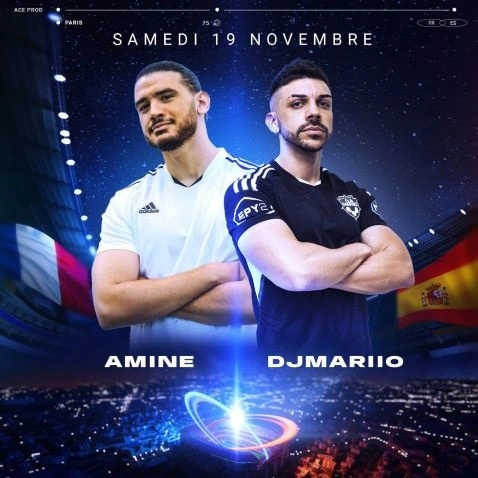 ACE PROD
PARIS
75
FR ES
SAMEDI 19 NOVEMBRE
adidas
AMINE
DJMARIIO